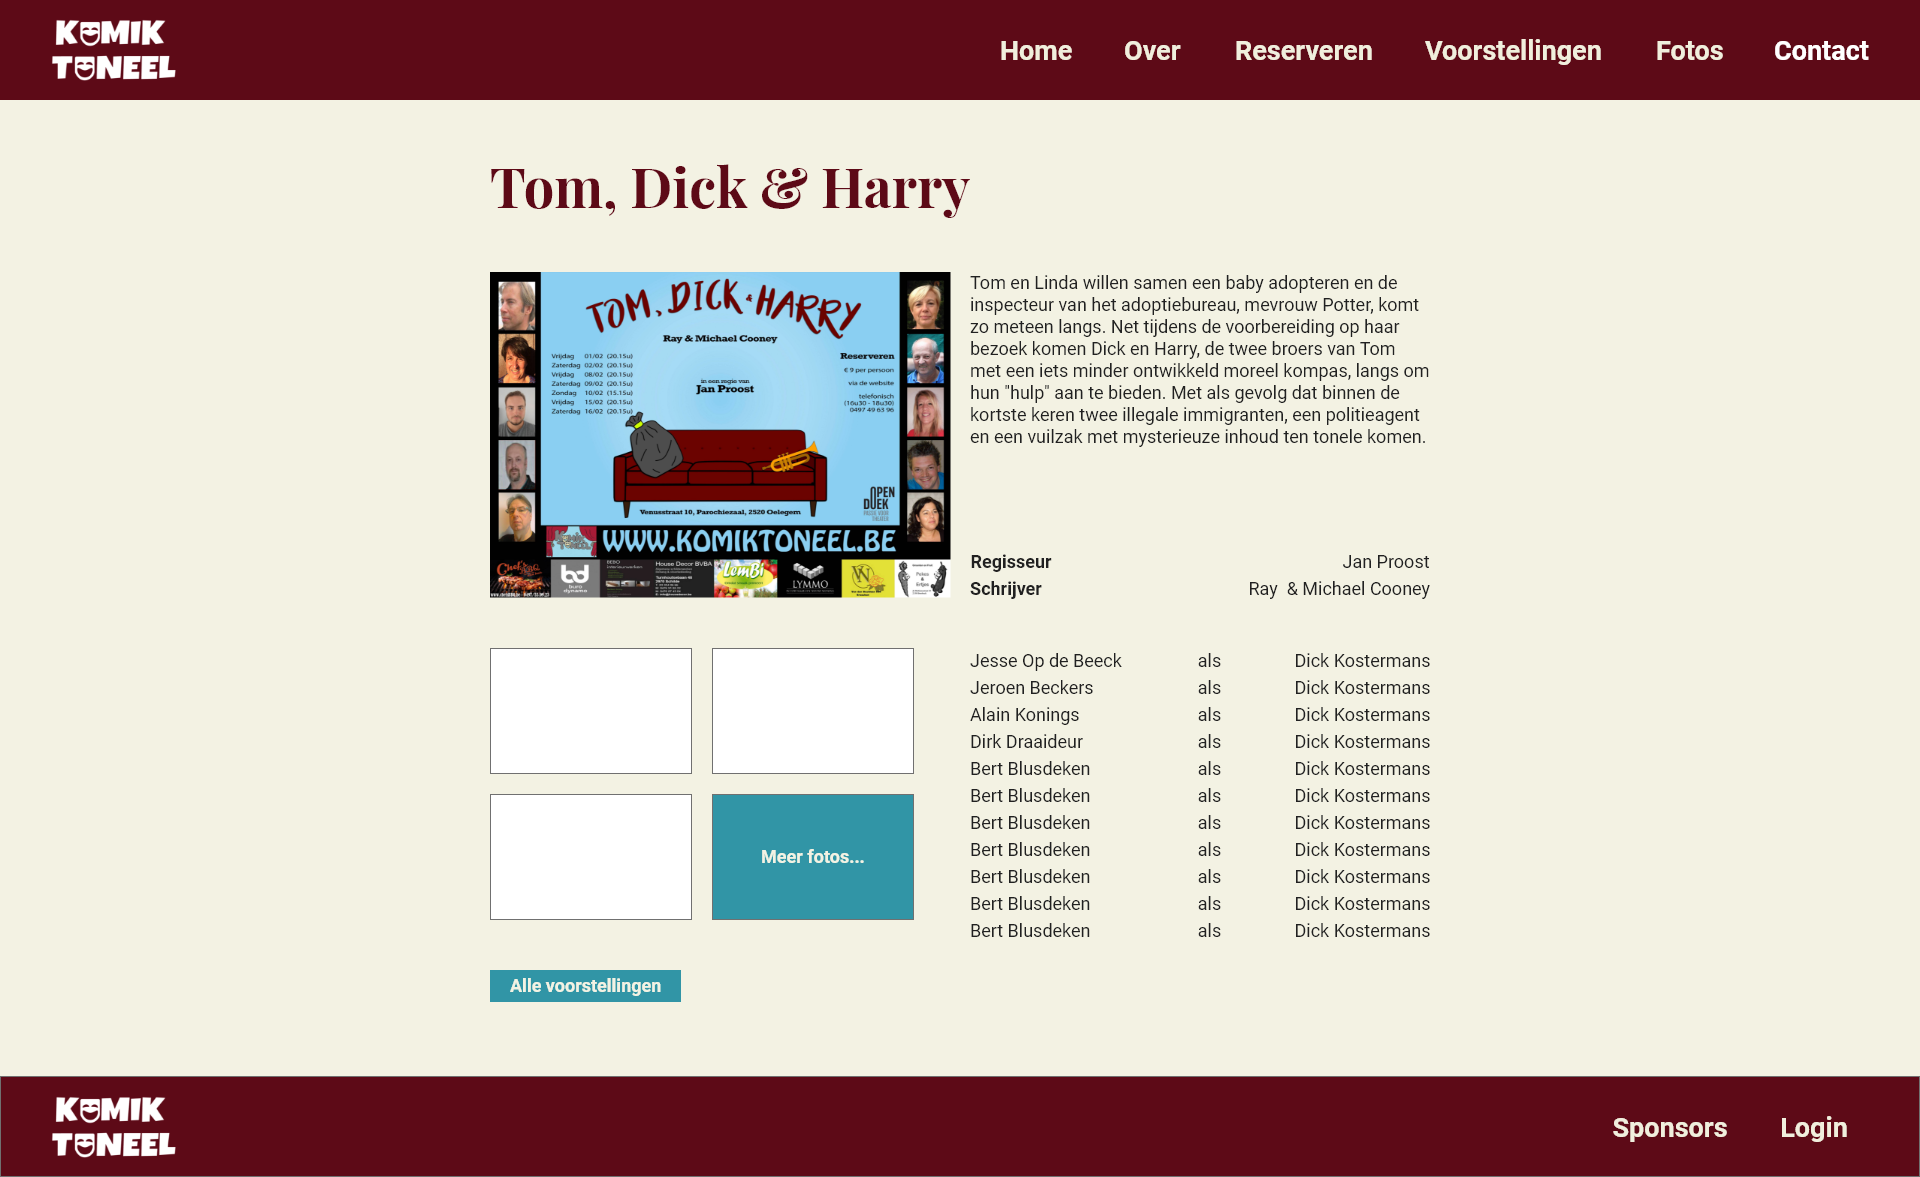 KOMIK
TONEEL
Home Over Reserveren Voorstellingen Fotos Contact
Tom, Dick & Harry
TOM, DICK & HARRY
Ray & Michael Cooney
Vrijdag 01/02 (20.15u)
Zaterdag 02/02 (20.15u)
Vrijdag 08/02 (20.15u)
Zaterdag 09/02 (20.15u)
Zondag 10/02 (15.15u)
Vrijdag 15/02 (20.15u)
Zaterdag 16/02 (20.15u)
in een regie van
Jan Proost
Reserveren
€ 9 per persoon
via de website
telefonisch
(16u30 - 18u30)
0497 49 63 96
OPEN
DOEK
Venusstraat 10, Parochiezaal, 2520 Oelegem
WWW.KOMIKTONEEL.BE
bd
buro
dynamo
House Decor BVBA
LemBi
LYMMO
Tom en Linda willen samen een baby adopteren en de
inspecteur van het adoptiebureau, mevrouw Potter, komt
zo meteen langs. Net tijdens de voorbereiding op haar
bezoek komen Dick en Harry, de twee broers van Tom
met een iets minder ontwikkeld moreel kompas, langs om
hun "hulp" aan te bieden. Met als gevolg dat binnen de
kortste keren twee illegale immigranten, een politieagent
en een vuilzak met mysterieuze inhoud ten tonele komen.
Regisseur Jan Proost
Schrijver Ray & Michael Cooney
Jesse Op de Beeck als Dick Kostermans
Jeroen Beckers als Dick Kostermans
Alain Konings als Dick Kostermans
Dirk Draaideur als Dick Kostermans
Bert Blusdeken als Dick Kostermans
Bert Blusdeken als Dick Kostermans
Bert Blusdeken als Dick Kostermans
Bert Blusdeken als Dick Kostermans
Bert Blusdeken als Dick Kostermans
Bert Blusdeken als Dick Kostermans
Bert Blusdeken als Dick Kostermans
Meer fotos...
Alle voorstellingen
KOMIK
TONEEL
Sponsors Login